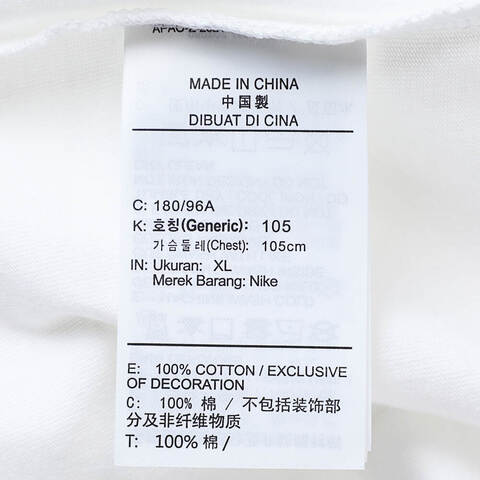 MADE IN CHINA
中国製
DIBUAT DI CINA
C: 180/96A
K: 호칭(Generic): 105
가슴둘레(Chest): 105cm
IN: Ukuran: XL
Merek Barang: Nike
E: 100% COTTON / EXCLUSIVE
OF DECORATION
C: 100% 棉 / 不包括装饰部
分及非纤维物质
T: 100% 棉 /